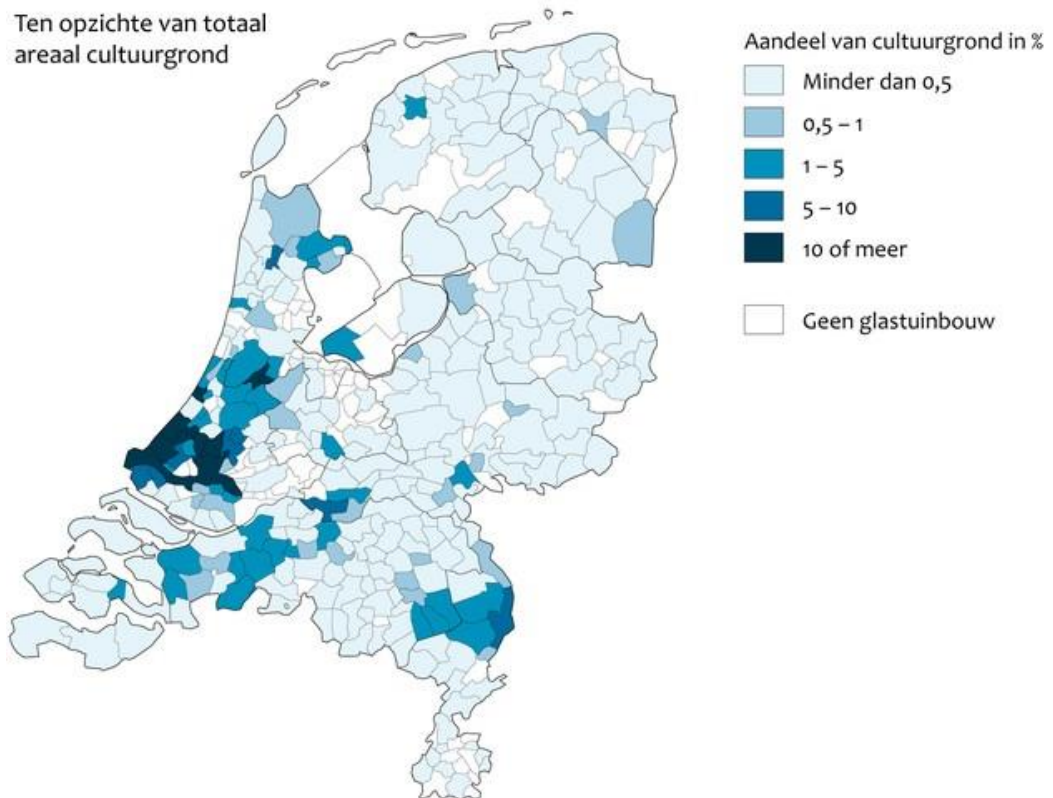 Ten opzichte van totaal
areaal cultuurgrond
Aandeel van cultuurgrond in %
Minder dan 0,5
0,5 – 1
1 – 5
5 – 10
10 of meer
Geen glastuinbouw